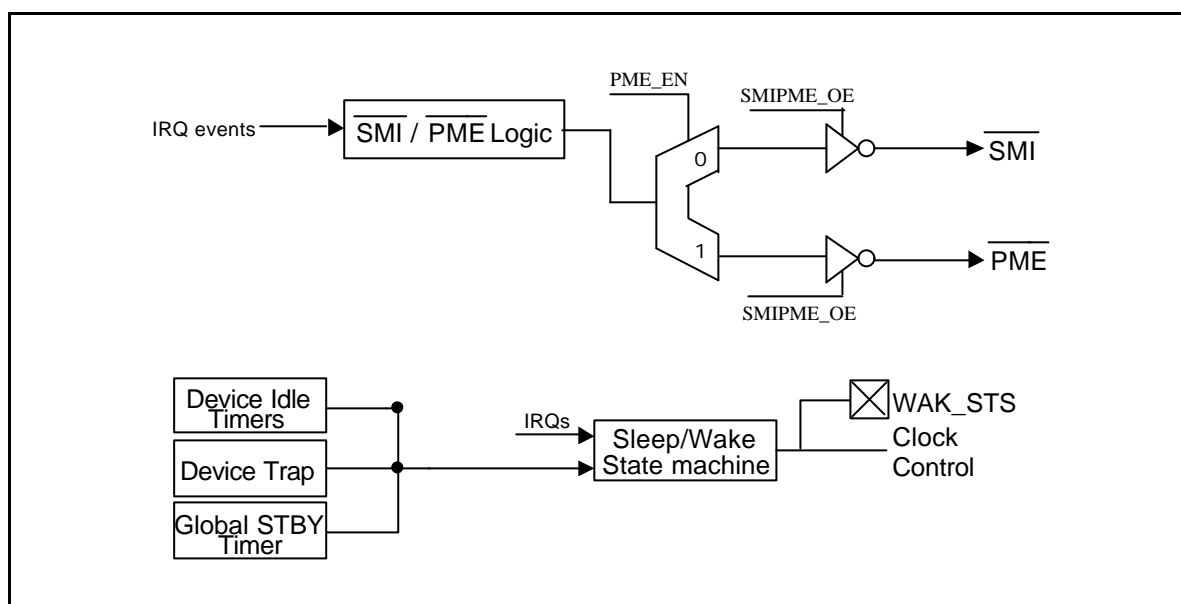 PME_EN
SMIPME_OE
IRQ events
SMI / PME Logic
0
SMI
1
PME
SMIPME_OE
Device Idle
Timers
Device Trap
Global STBY
Timer
IRQs
Sleep/Wake
State machine
WAK_STS
Clock
Control